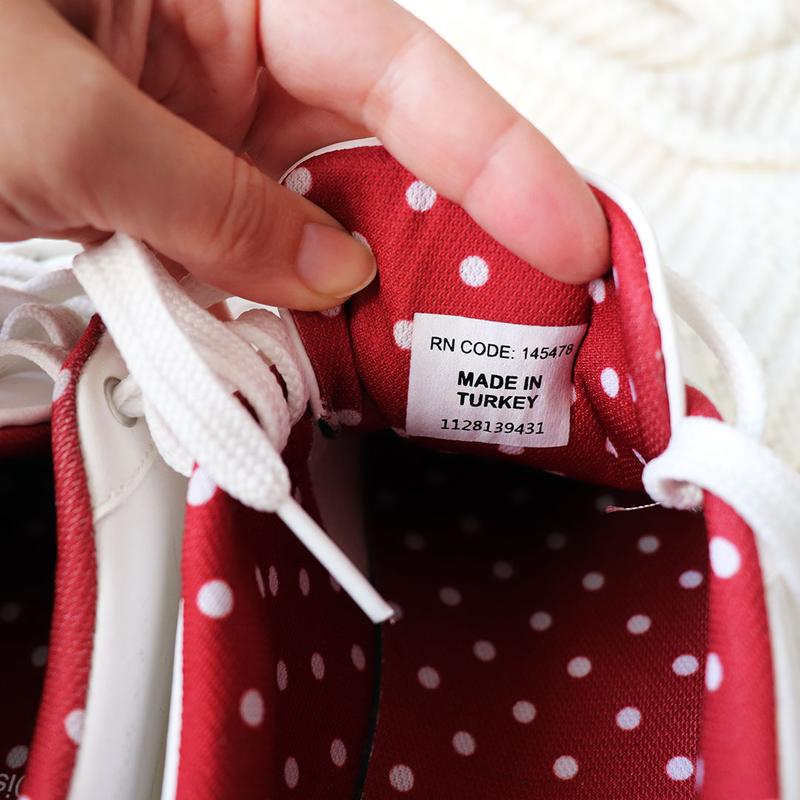 RN CODE: 145478
MADE IN
TURKEY
1128139431